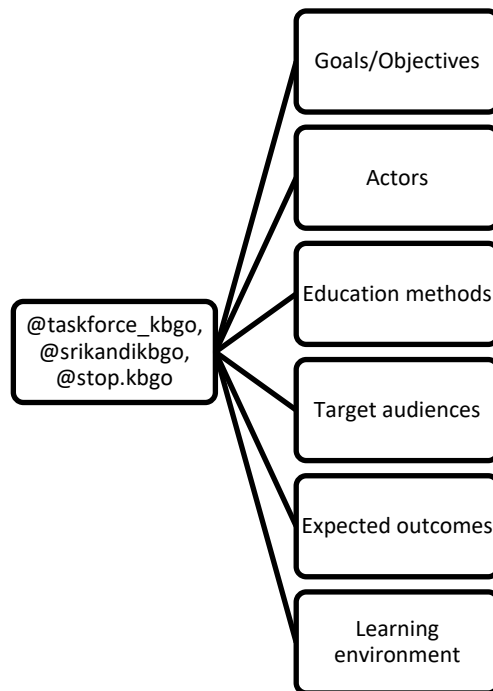 Goals/Objectives
Actors
Education methods
@taskforce_kbgo,
@srikandikbgo,
@stop.kbgo
Target audiences
Expected outcomes
Learning
environment